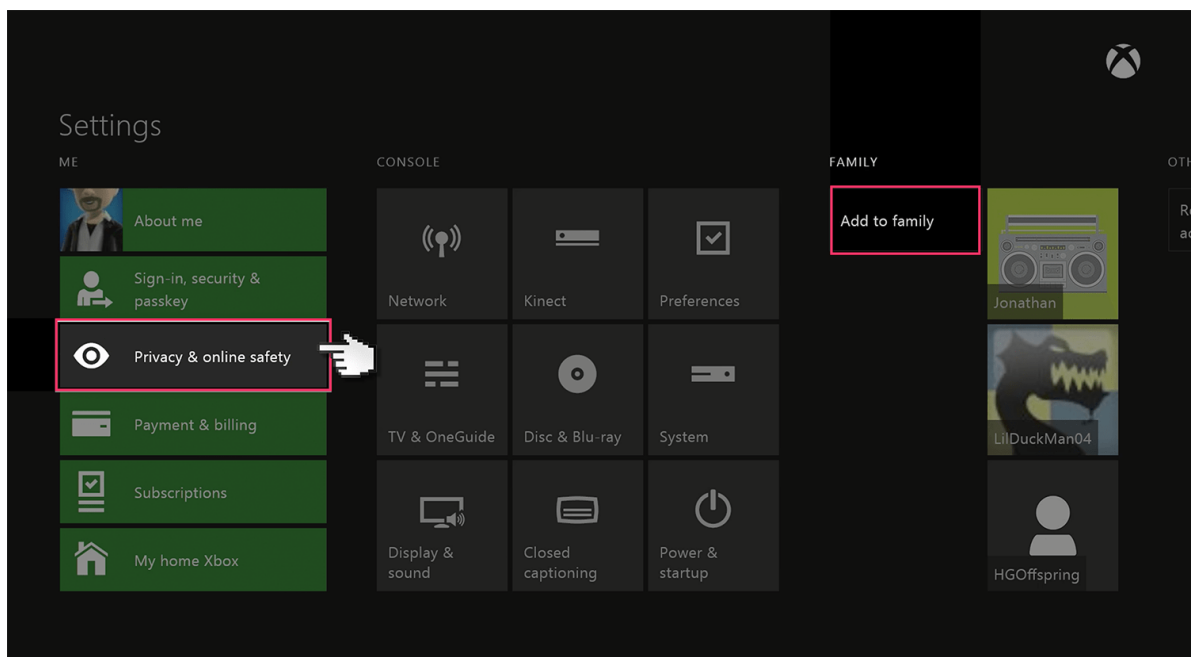 Settings
ME
About me
Sign-in, security &
passkey
Privacy & online safety
Payment & billing
Subscriptions
My home Xbox
CONSOLE
Network
Kinect
Preferences
TV & OneGuide
Disc & Blu-ray
System
Display &
sound
Closed
captioning
Power &
startup
FAMILY
Add to family
Jonathan
LilDuckMan04
HGOffspring